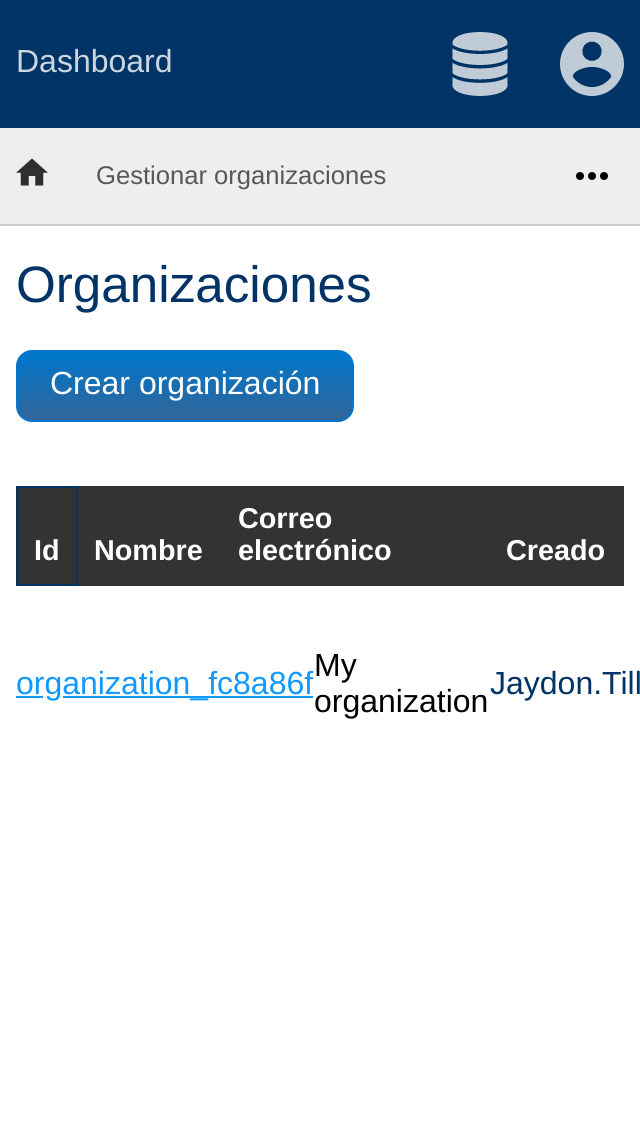 Dashboard
Gestionar organizaciones
Organizaciones
Crear organización
Id Nombre Correo electrónico Creado
organization_fc8a86f My organization Jaydon.Till